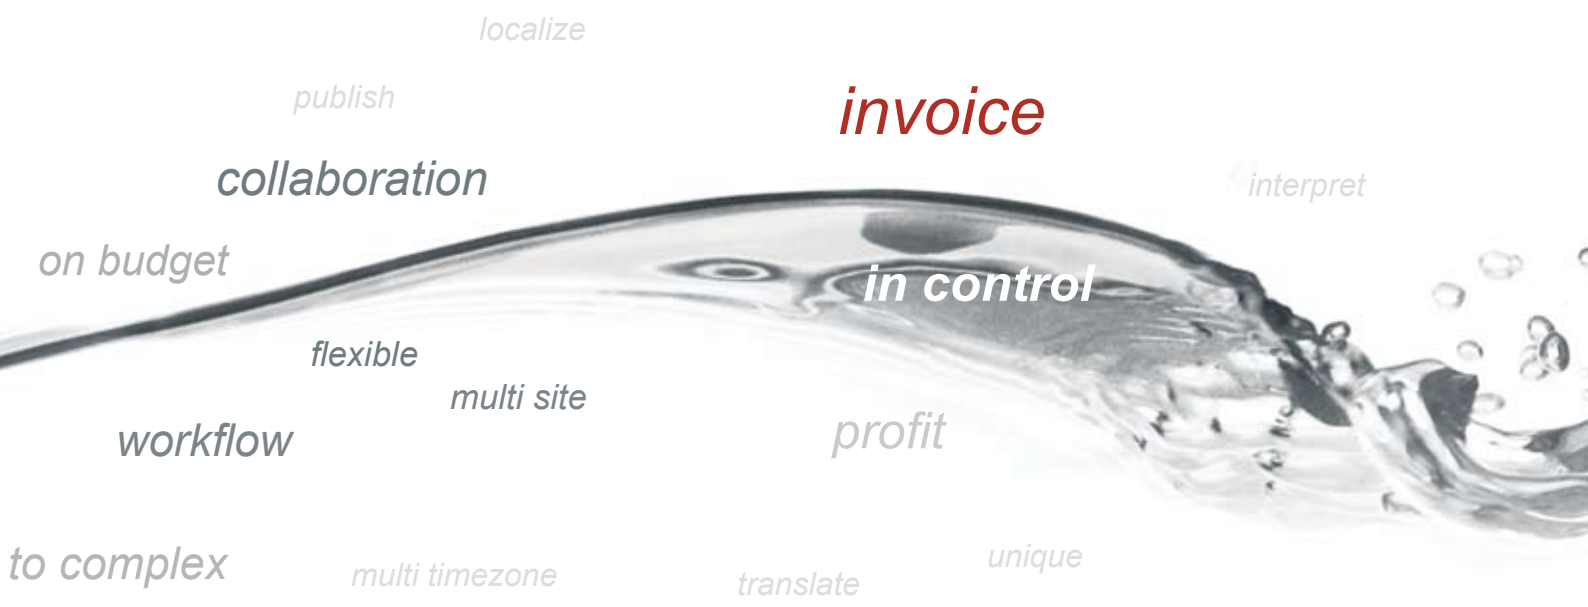 localize
publish
invoice
collaboration
interpret
on budget
in control
flexible
multi site
workflow
profit
unique
to complex
multi timezone
translate